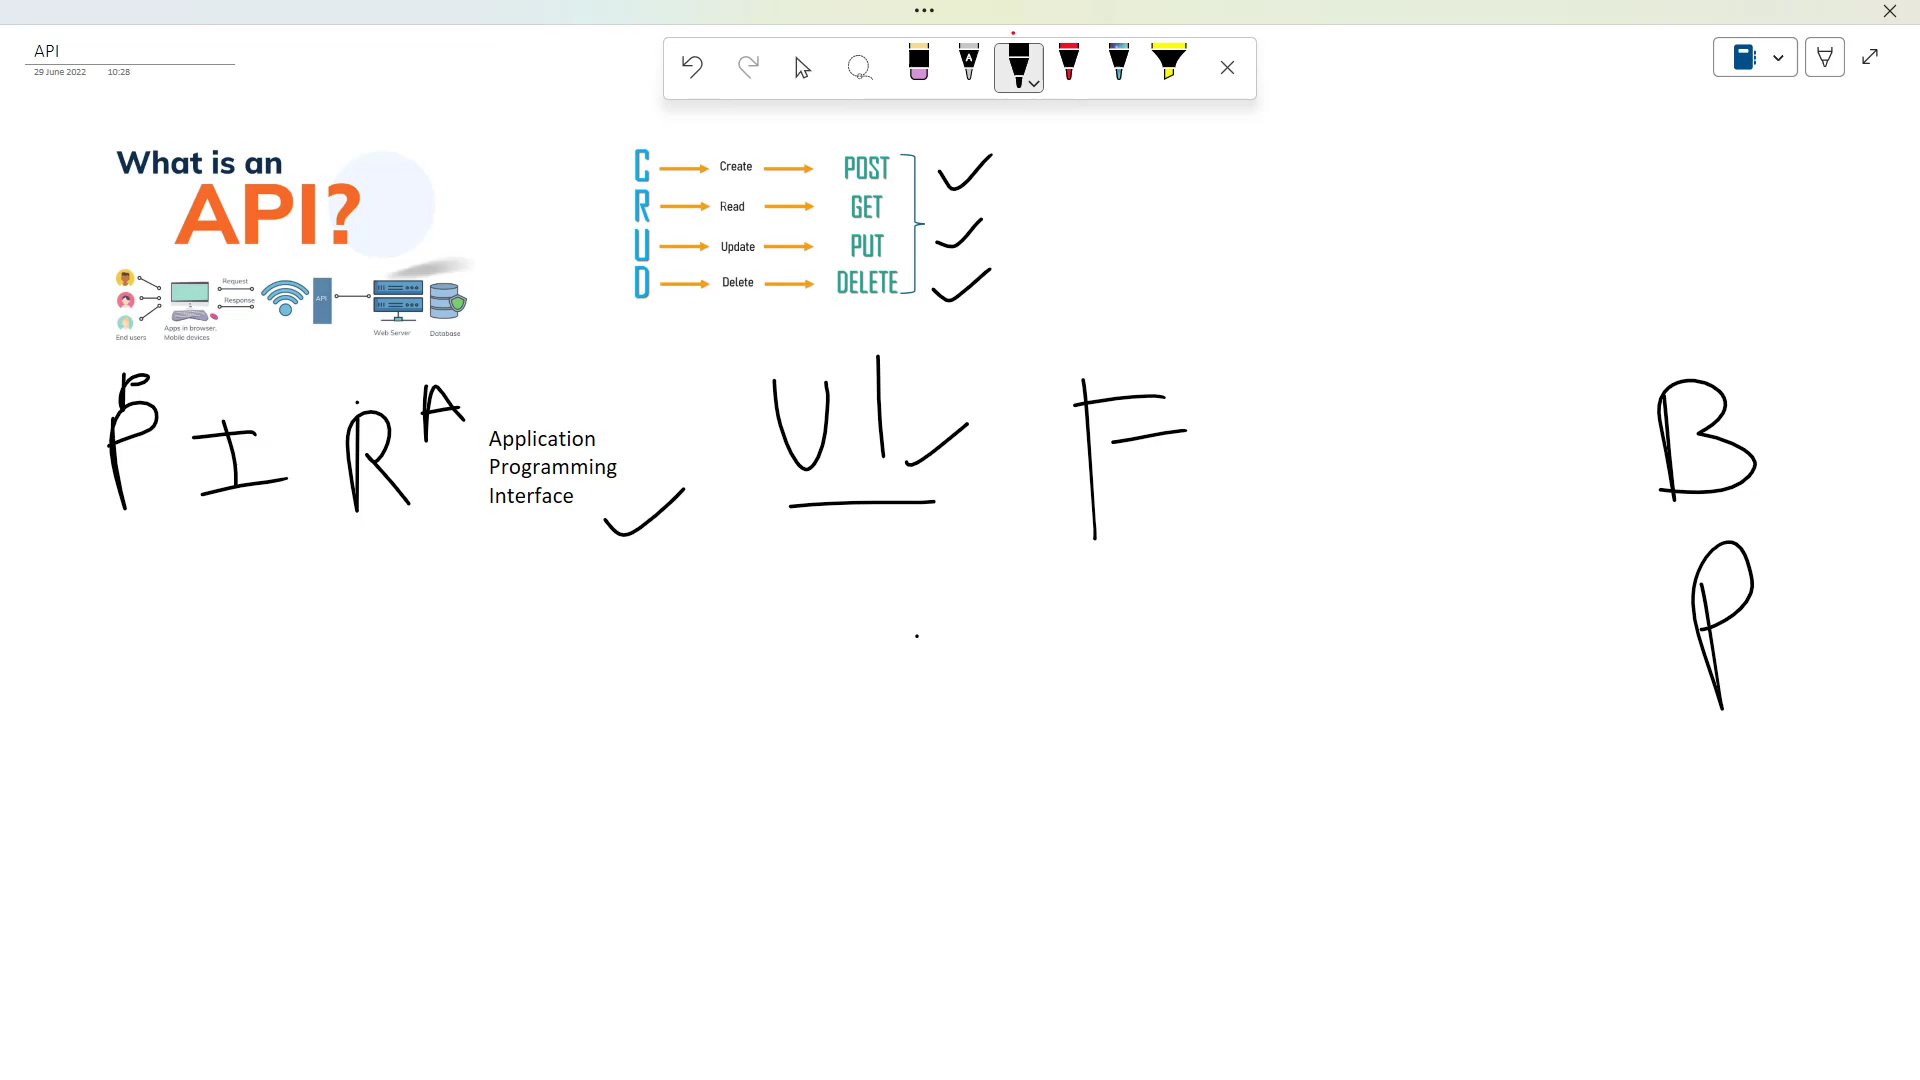 API
29 June 2022 10:28
What is an
API?
Request
Response
API
End users
Apps in browser.
Mobile devices
Web Server
Database
C Create POST
R Read GET
U Update PUT
D Delete DELETE
P
P I R A
Application
Programming
Interface
UI
F
B
P